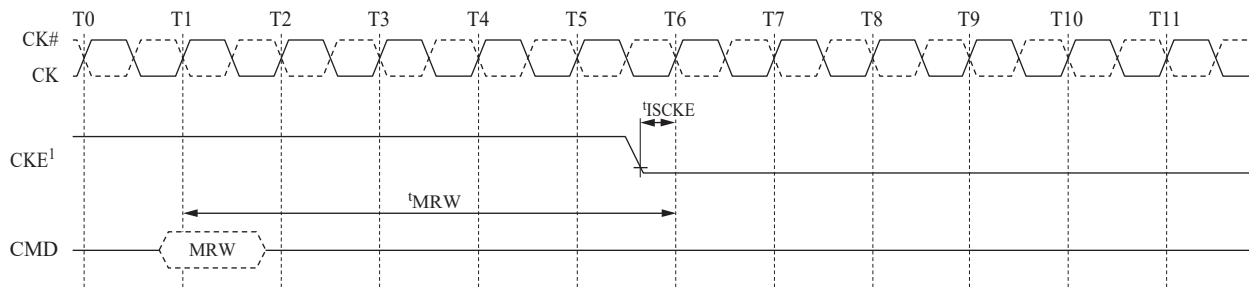 T0 T1 T2 T3 T4 T5 T6 T7 T8 T9 T10 T11
CK#
CK
tISCKE
CKE1
tMRW
CMD MRW